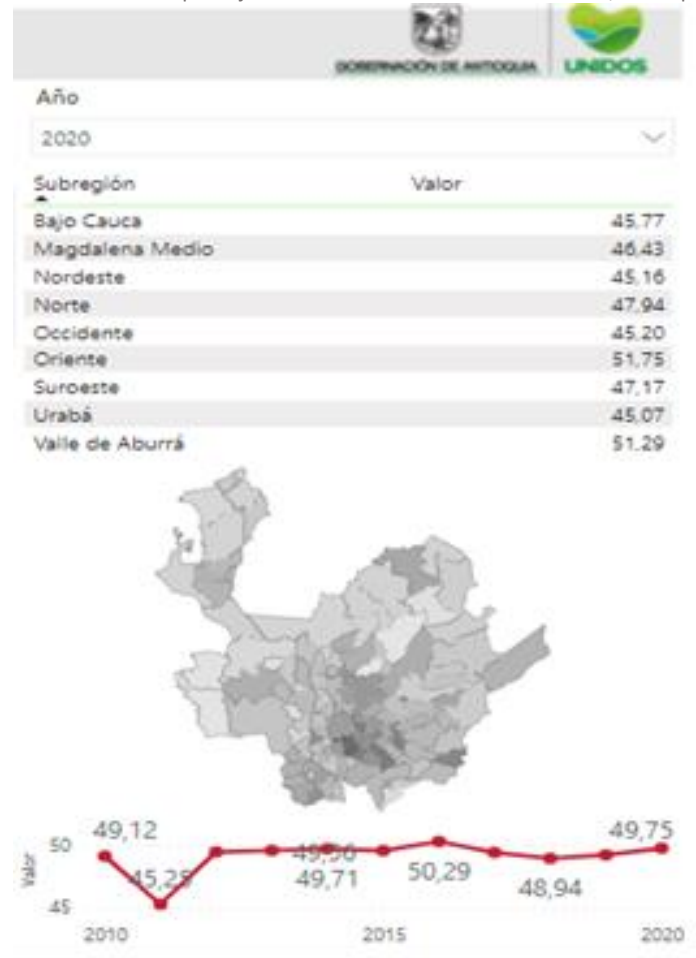 GOBERNACIÓN DE ANTIOQUIA
UNIDOS
Año
2020
Subregión Valor
Bajo Cauca 45.77
Magdalena Medio 46.43
Nordeste 45.16
Norte 47.94
Occidente 45.20
Oriente 51.75
Suroeste 47.17
Urabá 45.07
Valle de Aburrá 51.29
49,12
49,75
50
Valor
45,25
49,71
50,29
48,94
45
2010 2015 2020